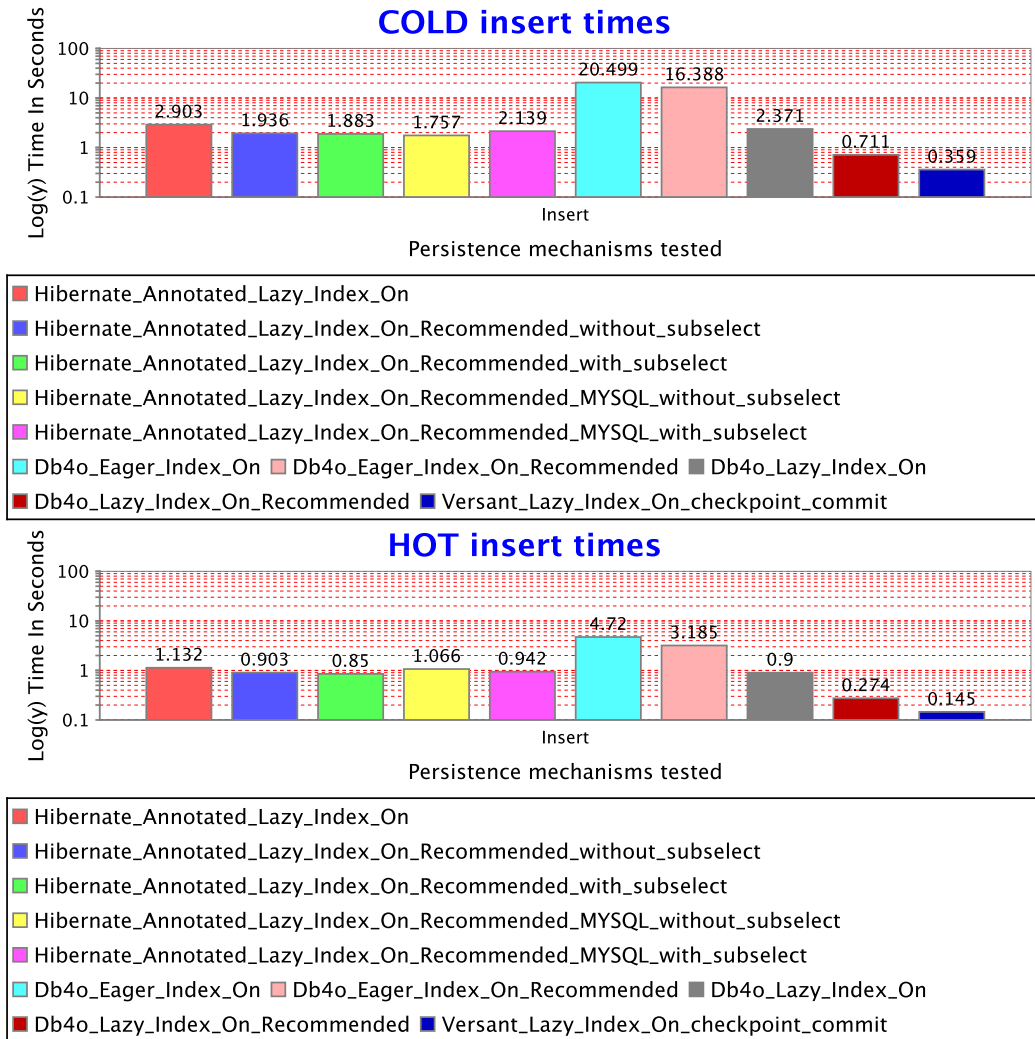 COLD insert times
Log(y) Time In Seconds
100
10
1
0.1
2.903
1.936
1.883
1.757
2.139
20.499
16.388
2.371
0.711
0.359
Insert
Persistence mechanisms tested
Hibernate_Annotated_Lazy_Index_On
Hibernate_Annotated_Lazy_Index_On_Recommended_without_subselect
Hibernate_Annotated_Lazy_Index_On_Recommended_with_subselect
Hibernate_Annotated_Lazy_Index_On_Recommended_MYSQL_without_subselect
Hibernate_Annotated_Lazy_Index_On_Recommended_MYSQL_with_subselect
Db4o_Eager_Index_On Db4o_Eager_Index_On_Recommended Db4o_Lazy_Index_On
Db4o_Lazy_Index_On_Recommended Versant_Lazy_Index_On_checkpoint_commit
HOT insert times
Log(y) Time In Seconds
100
10
1
0.1
1.132
0.903
0.85
1.066
0.942
4.72
3.185
0.9
0.274
0.145
Insert
Persistence mechanisms tested
Hibernate_Annotated_Lazy_Index_On
Hibernate_Annotated_Lazy_Index_On_Recommended_without_subselect
Hibernate_Annotated_Lazy_Index_On_Recommended_with_subselect
Hibernate_Annotated_Lazy_Index_On_Recommended_MYSQL_without_subselect
Hibernate_Annotated_Lazy_Index_On_Recommended_MYSQL_with_subselect
Db4o_Eager_Index_On Db4o_Eager_Index_On_Recommended Db4o_Lazy_Index_On
Db4o_Lazy_Index_On_Recommended Versant_Lazy_Index_On_checkpoint_commit